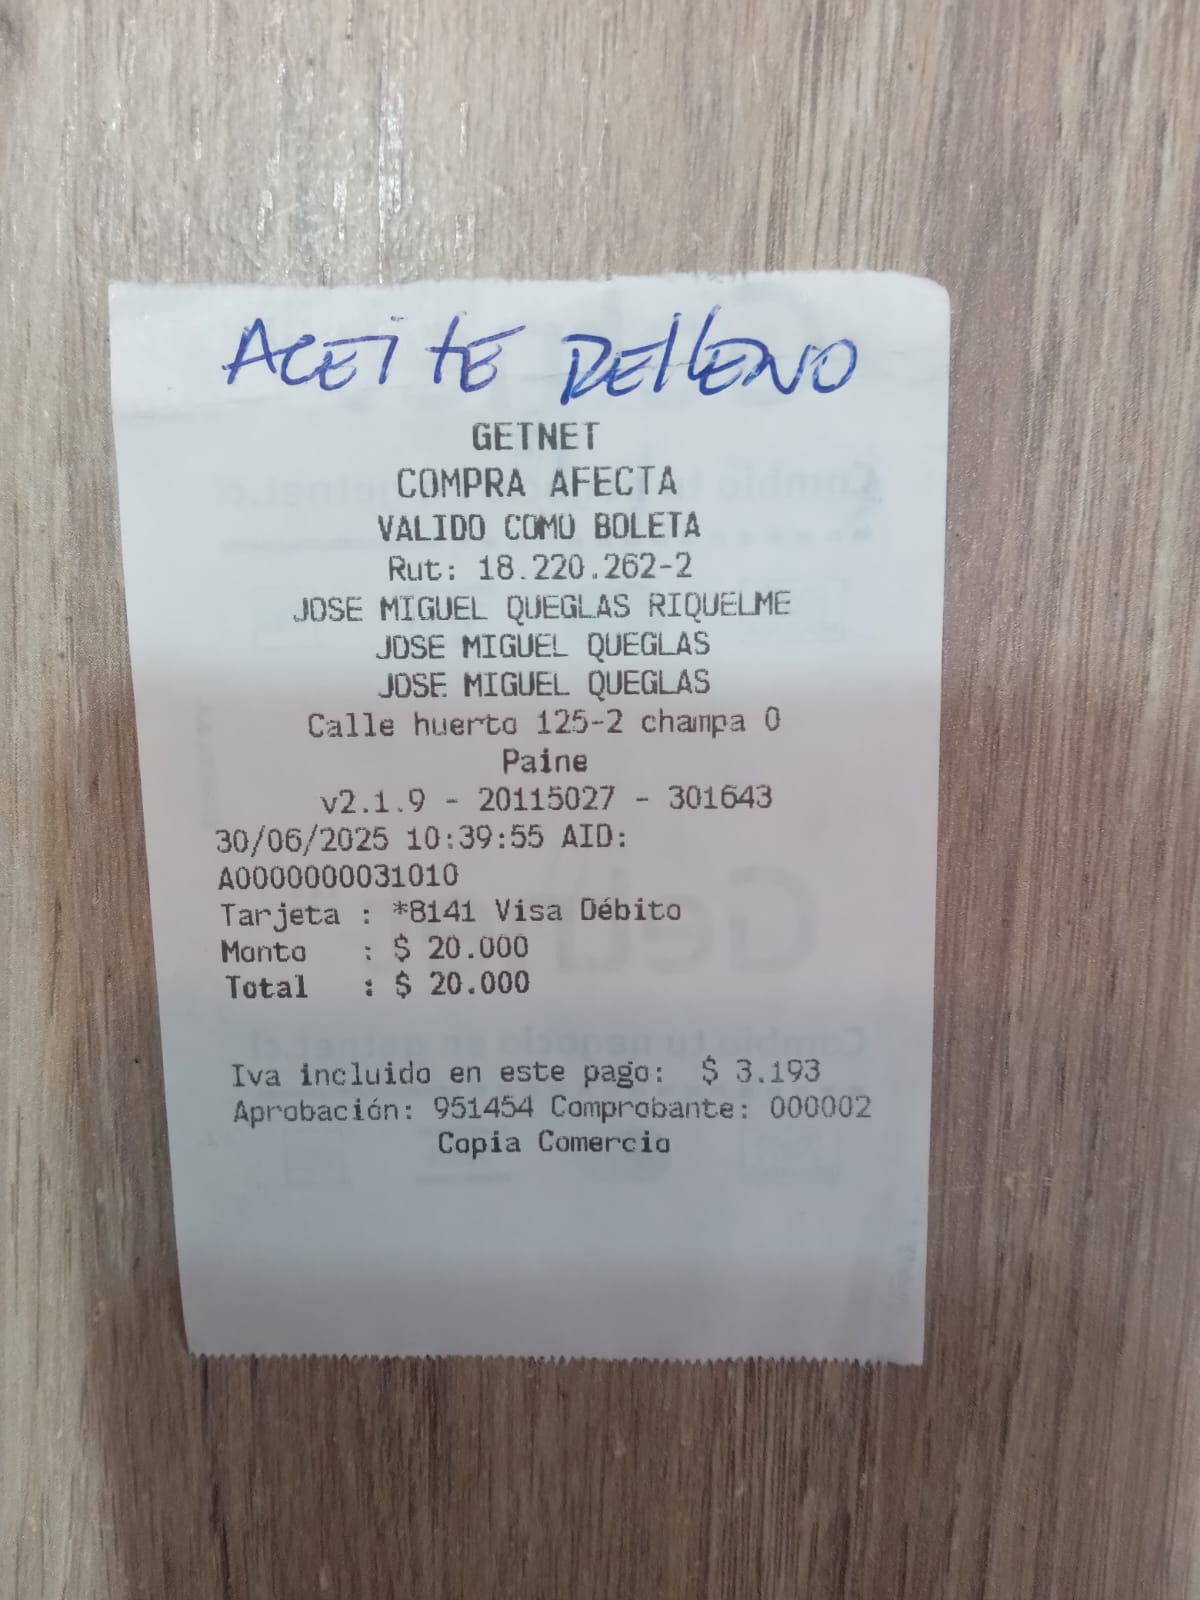 ACEITE RELLENO
GETNET
COMPRA AFECTA
VALIDO COMO BOLETA
Rut: 18.220.262-2
JOSE MIGUEL QUEGLAS RIQUELME
JOSE MIGUEL QUEGLAS
JOSE MIGUEL QUEGLAS
Calle huerto 125-2 champa 0
Paine
v2.1.9 - 20115027 - 301643
30/06/2025 10:39:55 AID:
A0000000031010
Tarjeta : *8141 Visa Débito
Monto : $ 20.000
Total : $ 20.000
Iva incluido en este pago: $ 3.193
Aprobación: 951454 Comprobante: 000002
Copia Comercio